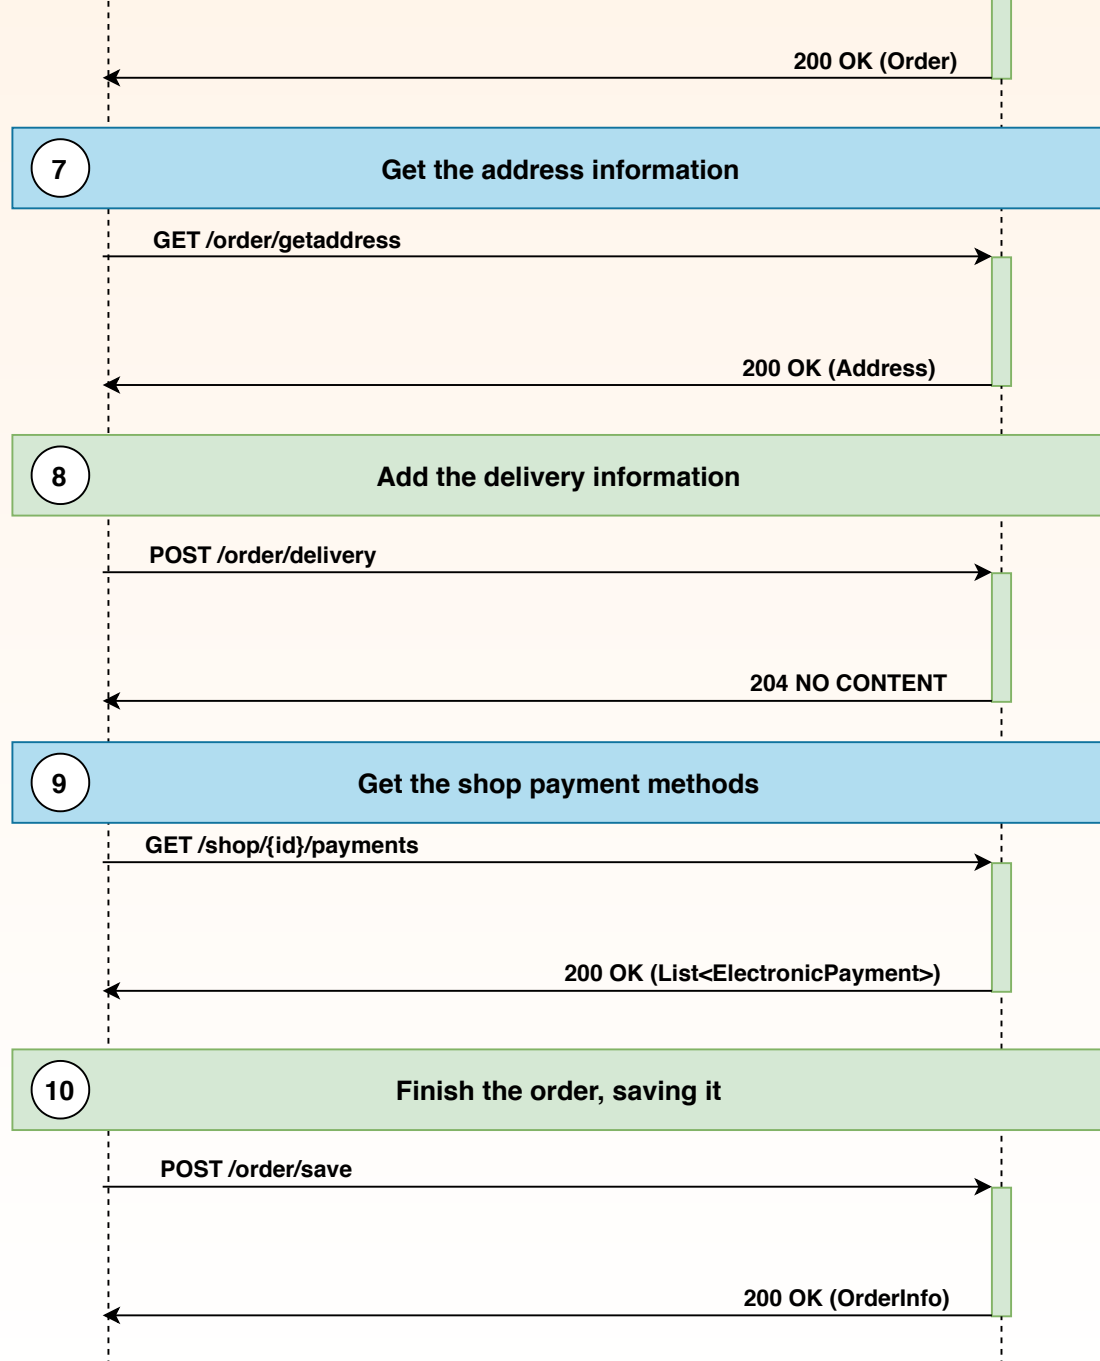 200 OK (Order)
7
Get the address information
GET /order/getaddress
200 OK (Address)
8
Add the delivery information
POST /order/delivery
204 NO CONTENT
9
Get the shop payment methods
GET /shop/{id}/payments
200 OK (List<ElectronicPayment>)
10
Finish the order, saving it
POST /order/save
200 OK (OrderInfo)